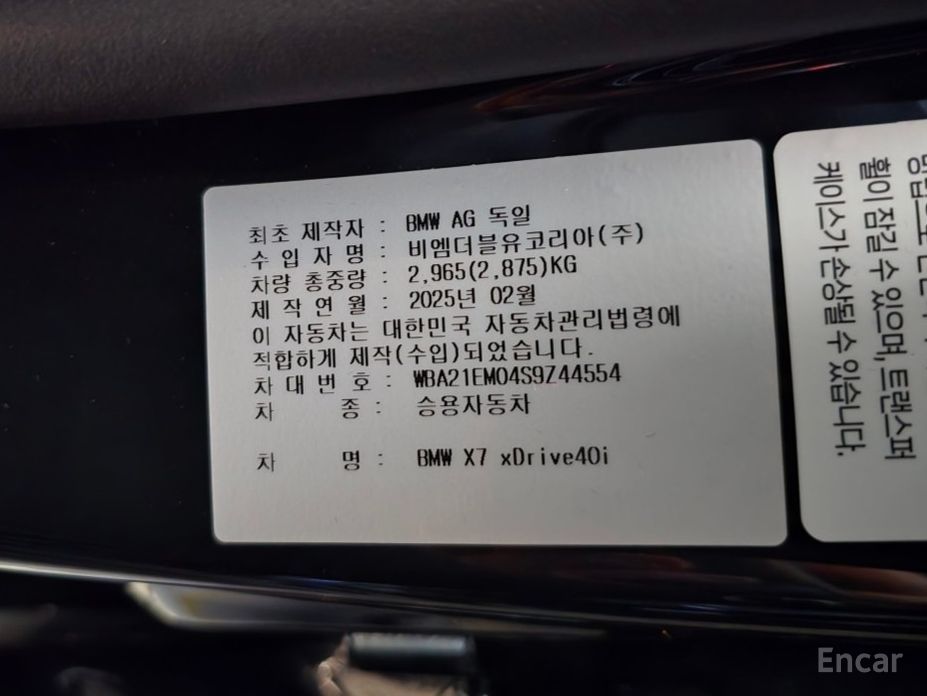 최초 제작자 : BMW AG 독일
수 입 자 명 : 비엠더블유코리아(주)
차량 총중량 : 2,965(2,875)KG
제 작 연 월 : 2025년 02월
이 자동차는 대한민국 자동차관리법령에
적합하게 제작(수입)되었습니다.
차 대 번 호 : WBA21EM04S9Z44554
차 종 : 승용자동차
차 명 : BMW X7 xDrive40i
휠이 잠길 수 있으며, 트랜스퍼
케이스가 손상될 수 있습니다.
Encar